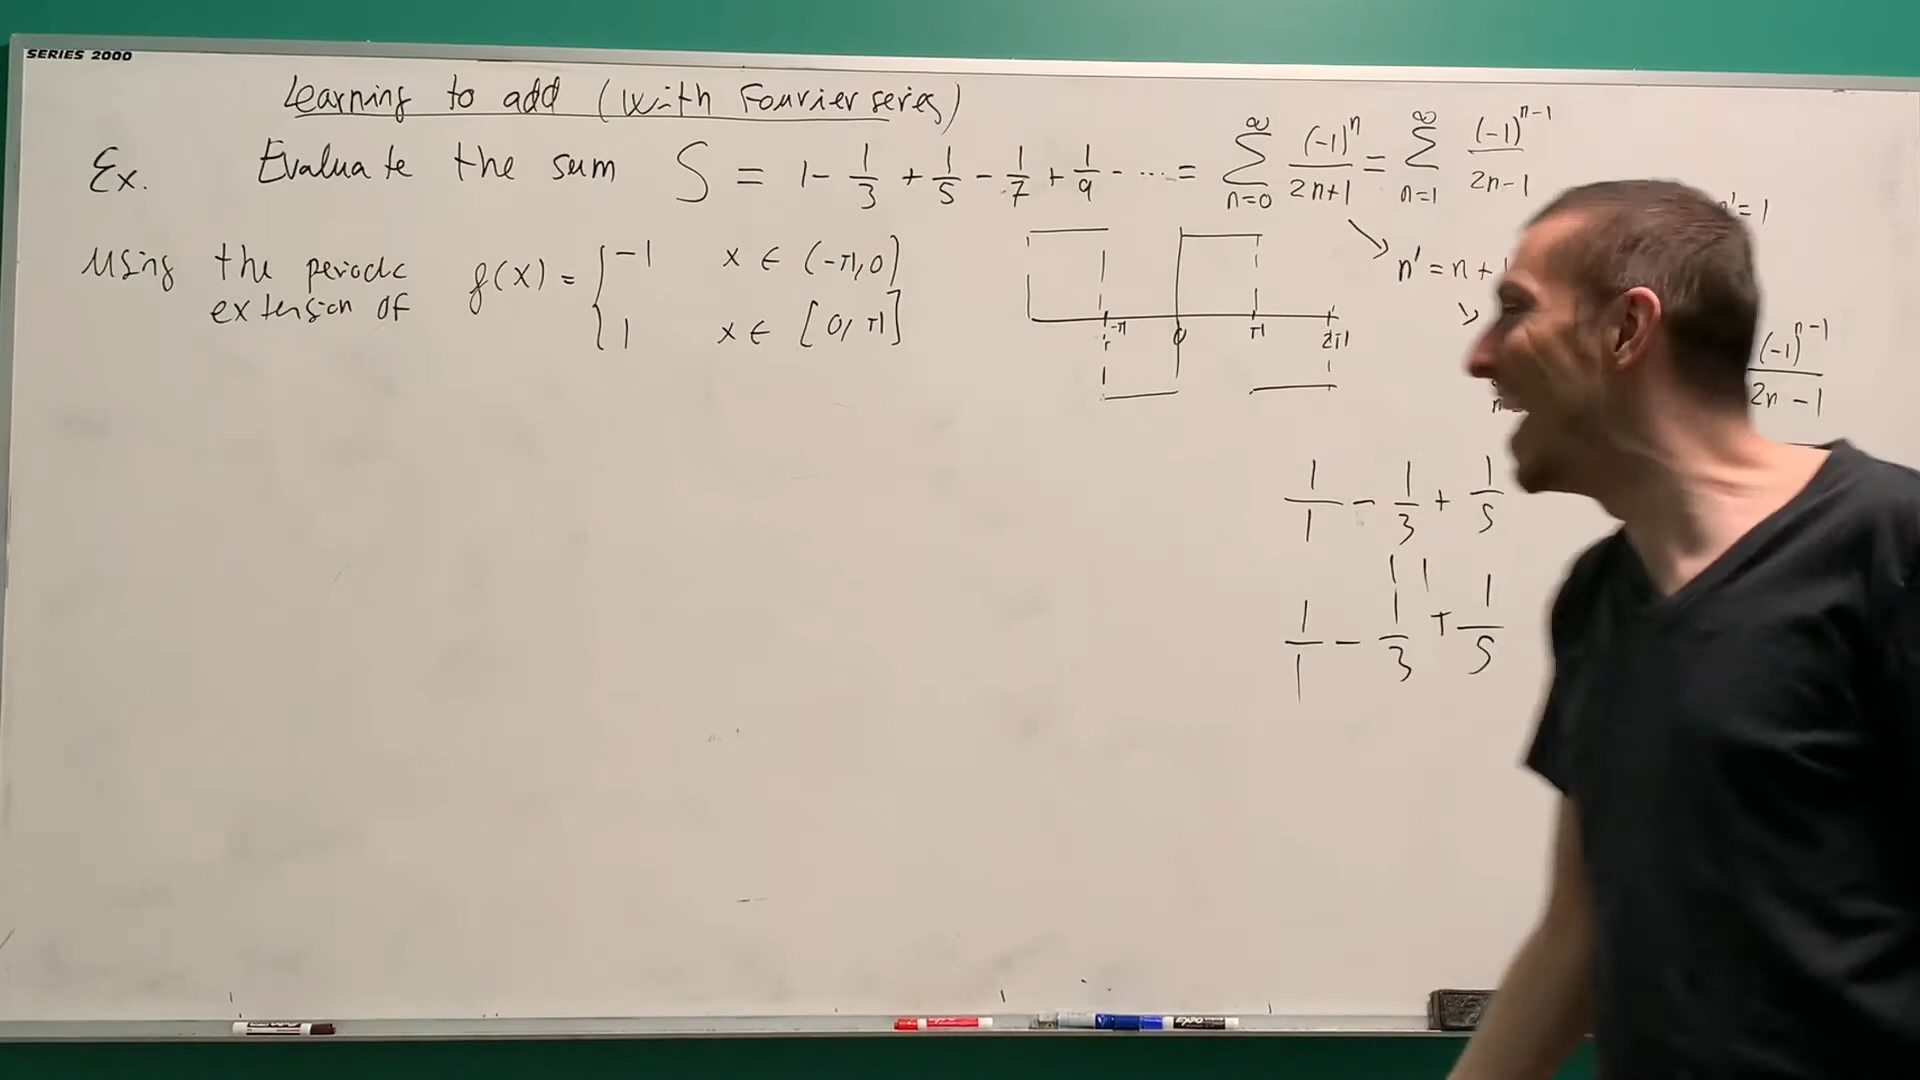 SERIES 2000
Learning to add (with Fourier series)
Ex. Evaluate the sum S = 1 - 1/3 + 1/5 - 1/7 + 1/9 - ... = ∑_{n=0}^{∞} (-1)^n/(2n+1) = ∑_{n=1}^{∞} (-1)^{n-1}/(2n-1)
n' = n +
'= 1
Using the periodc
extension of
f(x) = { -1 x ∈ (-π, 0)
1 x ∈ [0, π]
-π 0 π 2π
(-1)^{n-1}/(2n-1)
1/1 - 1/3 + 1/5
1/1 - 1/3 + 1/5
EXPO